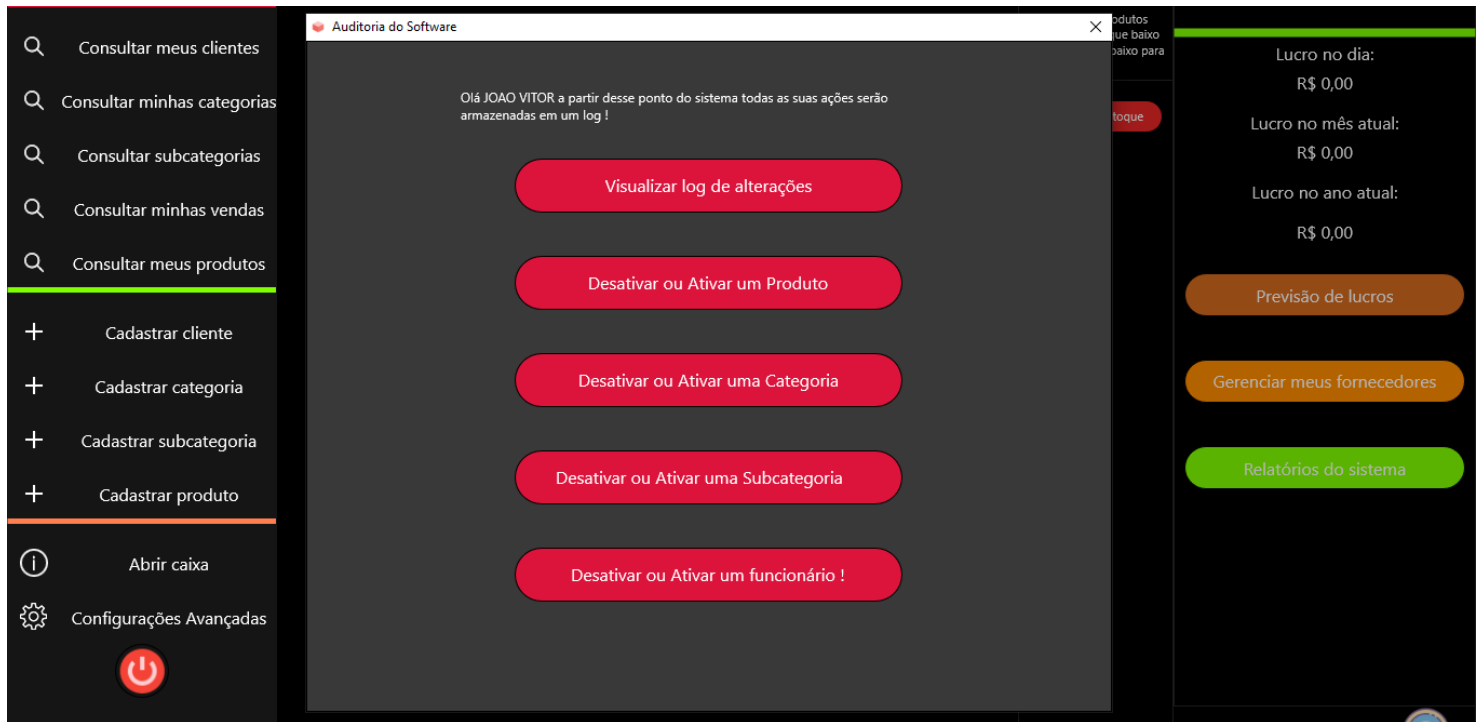 Consultar meus clientes
Consultar minhas categorias
Consultar subcategorias
Consultar minhas vendas
Consultar meus produtos
Cadastrar cliente
Cadastrar categoria
Cadastrar subcategoria
Cadastrar produto
Abrir caixa
Configurações Avançadas
Auditoria do Software
Olá JOAO VITOR a partir desse ponto do sistema todas as suas ações serão
armazenadas em um log !
Visualizar log de alterações
Desativar ou Ativar um Produto
Desativar ou Ativar uma Categoria
Desativar ou Ativar uma Subcategoria
Desativar ou Ativar um funcionário !
baixo
para
Lucro no dia:
R$ 0,00
Lucro no mês atual:
R$ 0,00
Lucro no ano atual:
R$ 0,00
Previsão de lucros
Gerenciar meus fornecedores
Relatórios do sistema